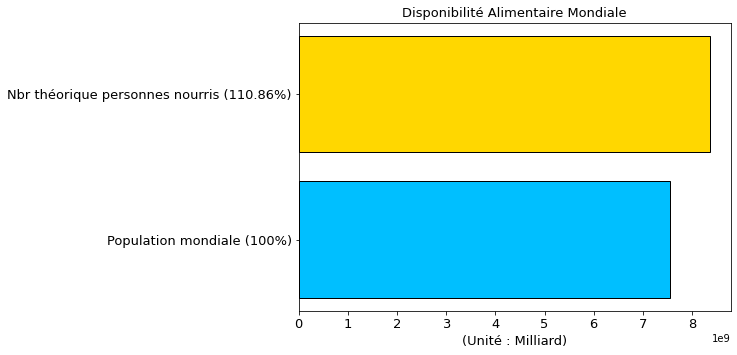 Disponibilité Alimentaire Mondiale
Nbr théorique personnes nourris (110.86%)
Population mondiale (100%)
0 1 2 3 4 5 6 7 8
1e9
(Unité : Milliard)